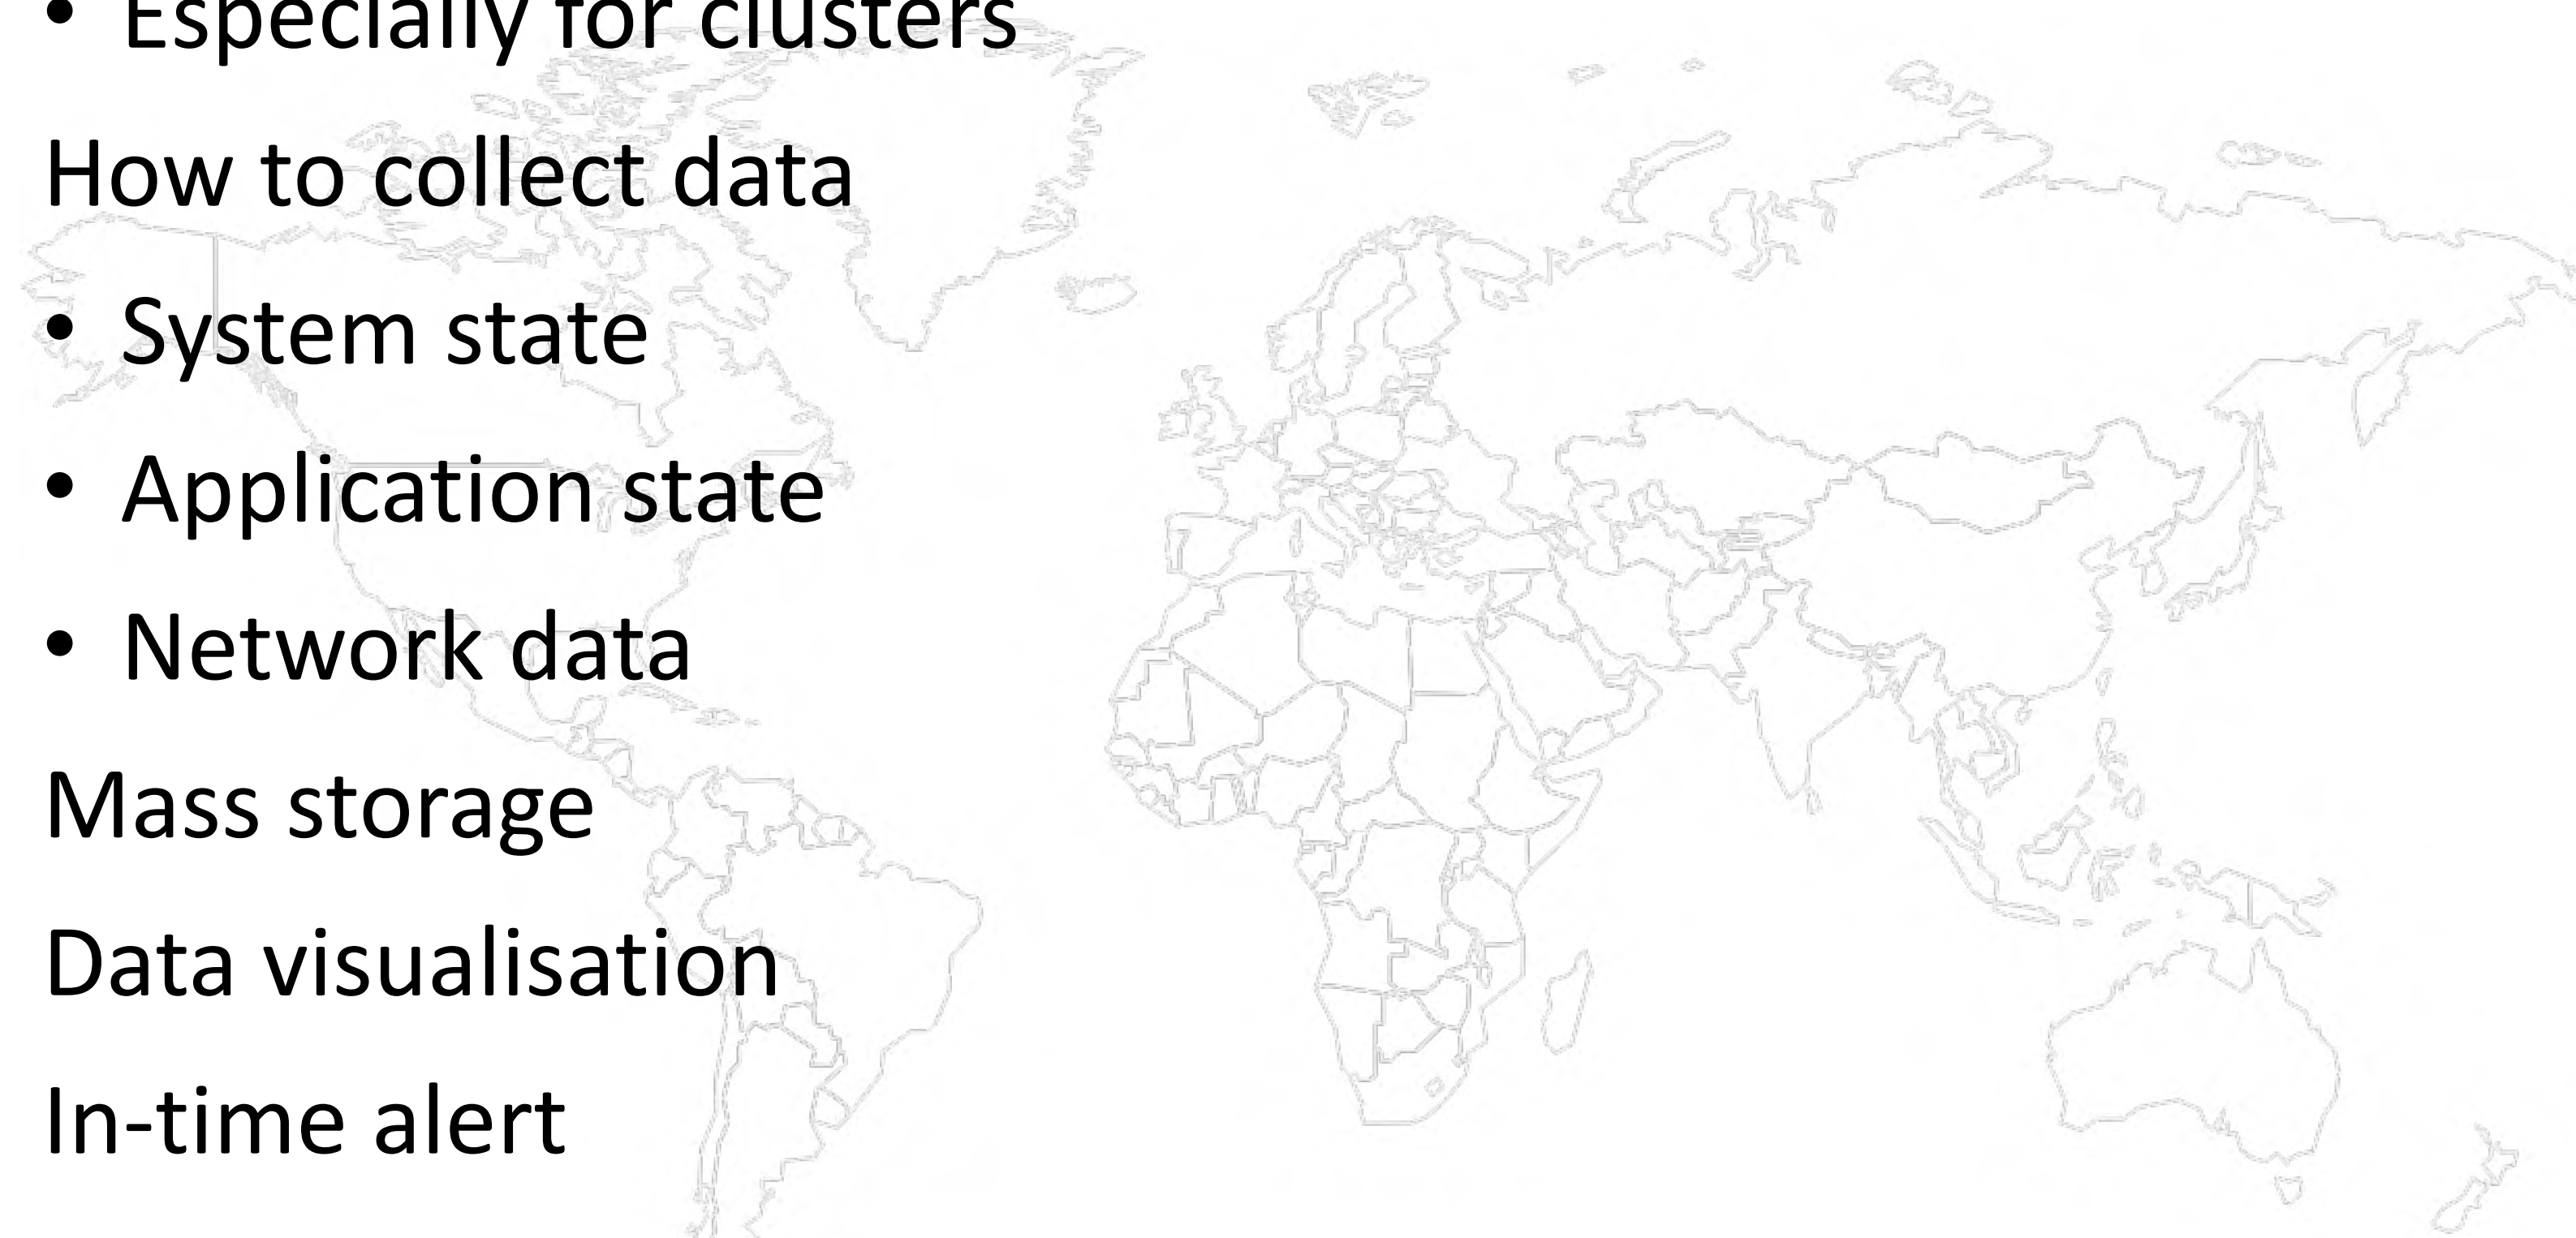 • Especially for clusters
How to collect data
• System state
• Application state
• Network data
Mass storage
Data visualisation
In-time alert